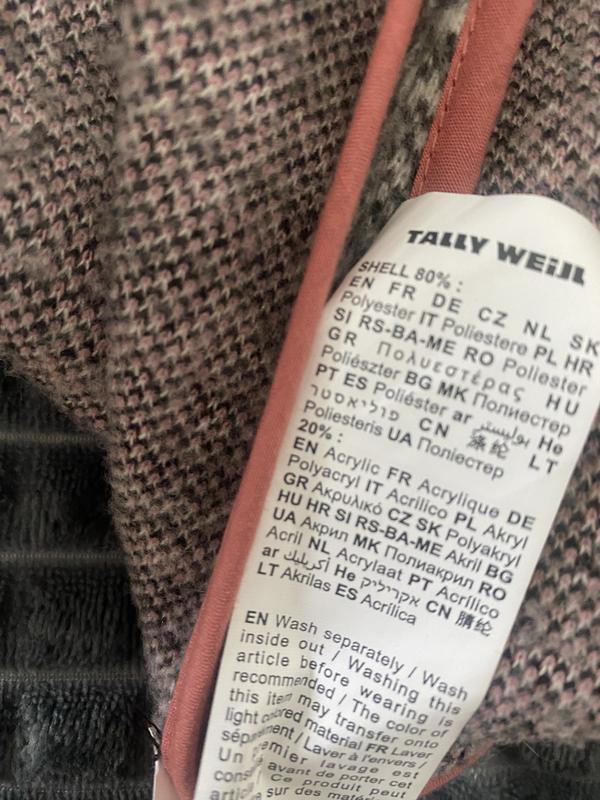 TALLY WEiJL
SHELL 80% :
EN FR DE CZ NL SK
Polyester IT Poliestere PL HR
SI RS-BA-ME RO Poliester
GR Πολυεστέρας HU
Poliészter BG MK Полиестер
PT ES Poliéster ar بوليستر He
פוליאסטר CN 涤纶 LT
Poliesteris UA Поліестер
20% :
EN Acrylic FR Acrylique DE
Polyacryl IT Acrilico PL Akryl
GR Ακρυλικό CZ SK Polyakryl
HU HR SI RS-BA-ME Akril BG
UA Акрил MK Полиакрил RO
Acril NL Acrylaat PT Acrílico
ar أكريليك He אקריליק CN 腈纶
LT Akrilas ES Acrílica
EN Wash separately / Wash
inside out / Washing this
article before wearing is
recommended / The color of
this item may transfer onto
light colored material FR Laver
séparément / Laver à l'envers /
Un premier lavage est
avant de porter cet
Ce produit peut
sur des